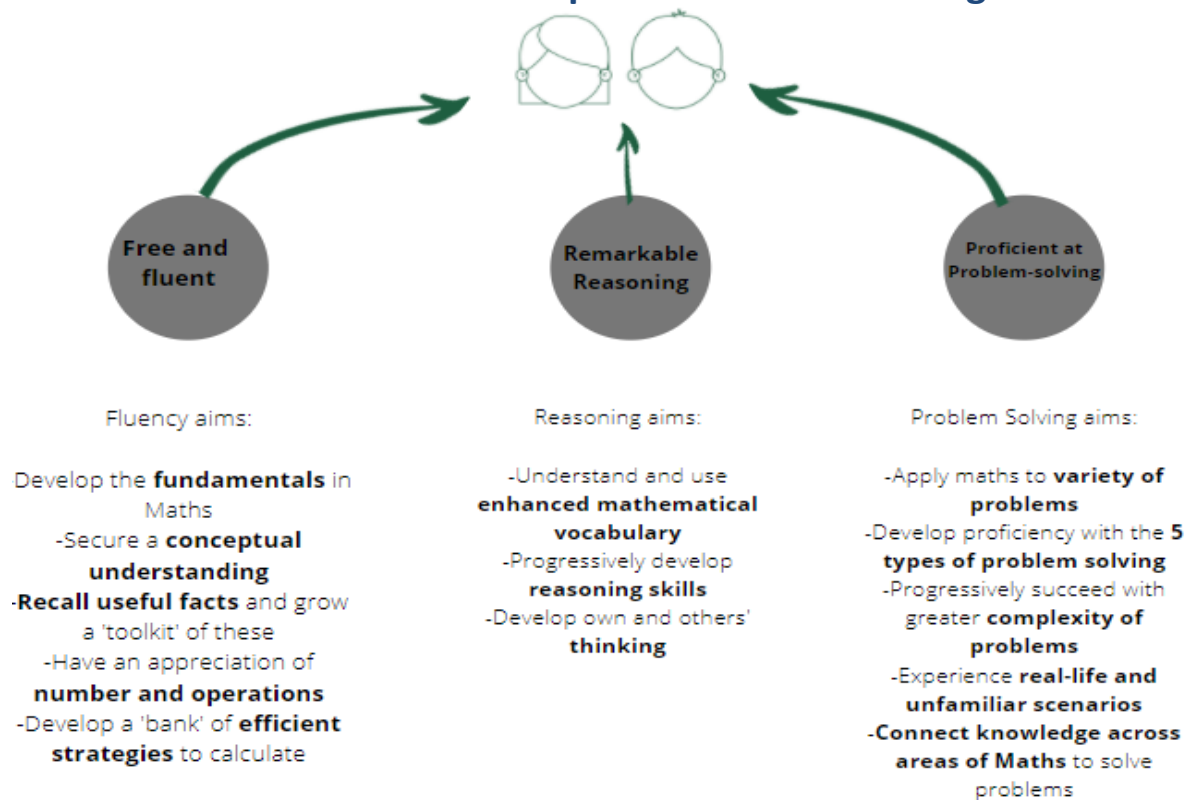 Free and
fluent
Remarkable
Reasoning
Proficient at
Problem-solving
Fluency aims:
Develop the fundamentals in
Maths
-Secure a conceptual
understanding
-Recall useful facts and grow
a 'toolkit' of these
-Have an appreciation of
number and operations
-Develop a 'bank' of efficient
strategies to calculate
Reasoning aims:
-Understand and use
enhanced mathematical
vocabulary
-Progressively develop
reasoning skills
-Develop own and others'
thinking
Problem Solving aims:
-Apply maths to variety of
problems
-Develop proficiency with the 5
types of problem solving
-Progressively succeed with
greater complexity of
problems
-Experience real-life and
unfamiliar scenarios
-Connect knowledge across
areas of Maths to solve
problems